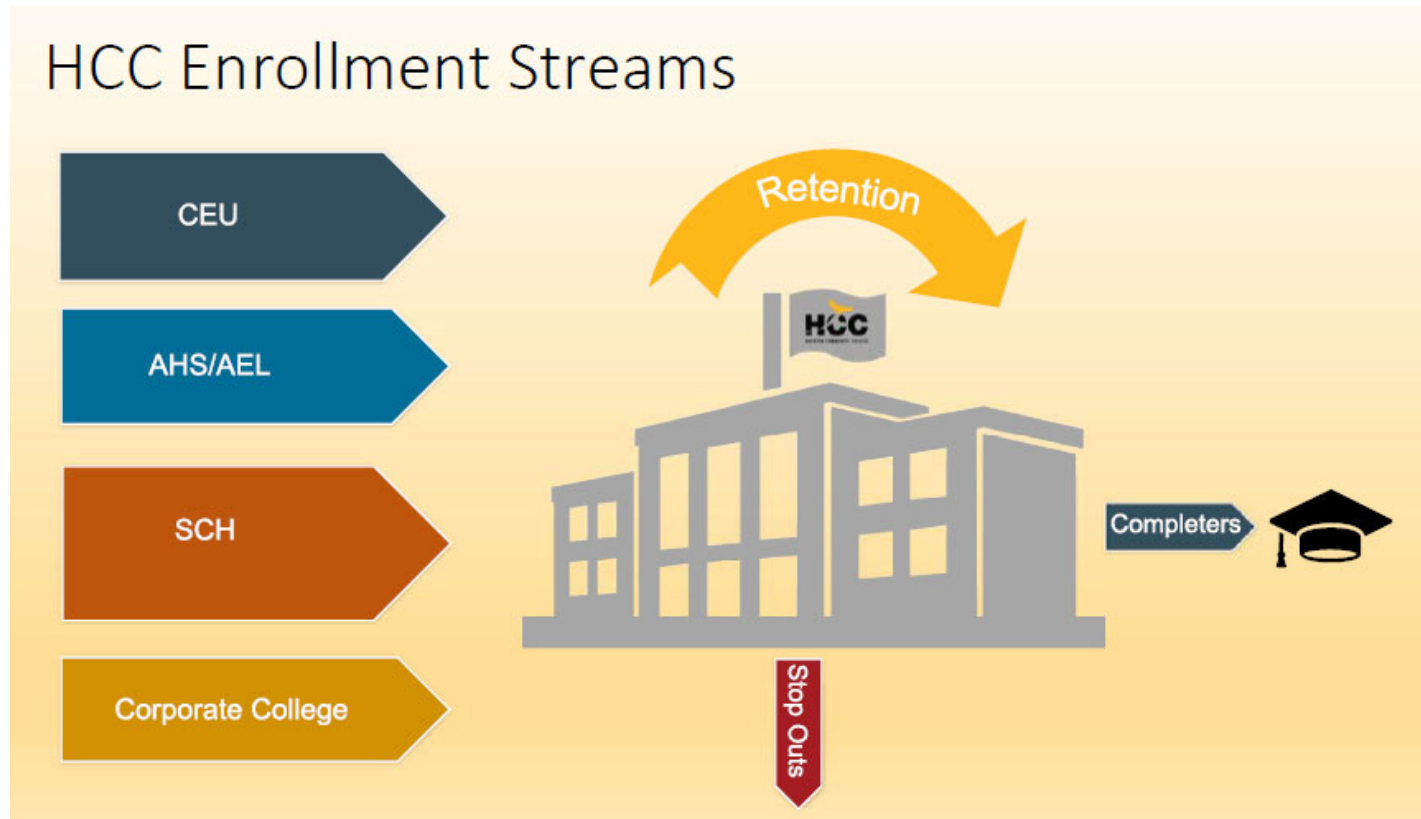 HCC Enrollment Streams
CEU
AHS/AEL
SCH
Corporate College
Retention
HCC
Completers
Stop Outs